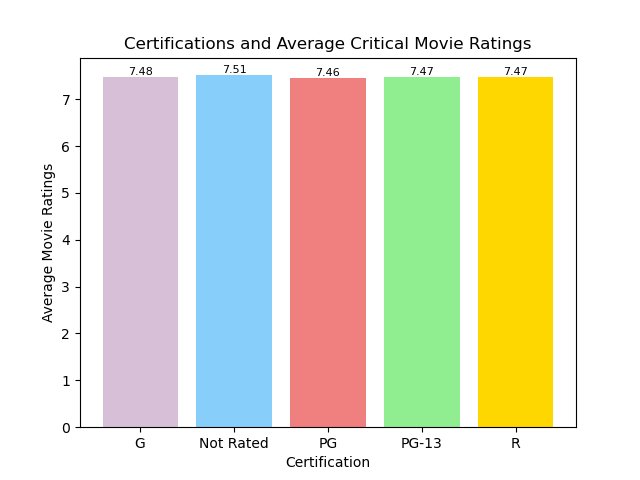 Certifications and Average Critical Movie Ratings
7.48
7.51
7.46
7.47
7.47
7
6
5
4
3
2
1
0
Average Movie Ratings
G
Not Rated
PG
PG-13
R
Certification